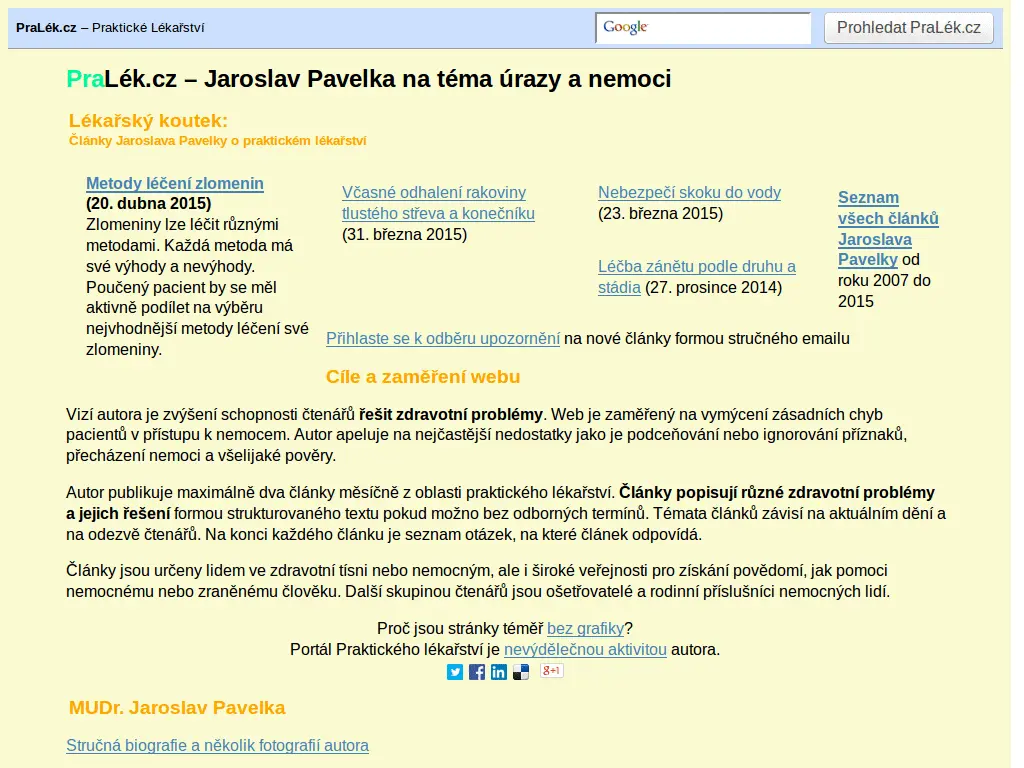 PraLék.cz – Praktické Lékařství
Google
Prohledat PraLék.cz
PraLék.cz – Jaroslav Pavelka na téma úrazy a nemoci
Lékařský koutek:
Články Jaroslava Pavelky o praktickém lékařství
Metody léčení zlomenin
(20. dubna 2015)
Zlomeniny lze léčit různými
metodami. Každá metoda má
své výhody a nevýhody.
Poučený pacient by se měl
aktivně podílet na výběru
nejvhodnější metody léčení své
zlomeniny.
Včasné odhalení rakoviny
tlustého střeva a konečníku
(31. března 2015)
Nebezpečí skoku do vody
(23. března 2015)
Léčba zánětu podle druhu a
stádia (27. prosince 2014)
Seznam
všech článků
Jaroslava
Pavelky od
roku 2007 do
2015
Přihlaste se k odběru upozornění na nové články formou stručného emailu
Cíle a zaměření webu
Vizí autora je zvýšení schopnosti čtenářů řešit zdravotní problémy. Web je zaměřený na vymýcení zásadních chyb
pacientů v přístupu k nemocem. Autor apeluje na nejčastější nedostatky jako je podceňování nebo ignorování příznaků,
přecházení nemoci a všelijaké pověry.
Autor publikuje maximálně dva články měsíčně z oblasti praktického lékařství. Články popisují různé zdravotní problémy
a jejich řešení formou strukturovaného textu pokud možno bez odborných termínů. Témata článků závisí na aktuálním dění a
na odezvě čtenářů. Na konci každého článku je seznam otázek, na které článek odpovídá.
Články jsou určeny lidem ve zdravotní tísni nebo nemocným, ale i široké veřejnosti pro získání povědomí, jak pomoci
nemocnému nebo zraněnému člověku. Další skupinou čtenářů jsou ošetřovatelé a rodinní příslušníci nemocných lidí.
Proč jsou stránky téměř bez grafiky?
Portál Praktického lékařství je nevýdělečnou aktivitou autora.
g+1
MUDr. Jaroslav Pavelka
Stručná biografie a několik fotografií autora